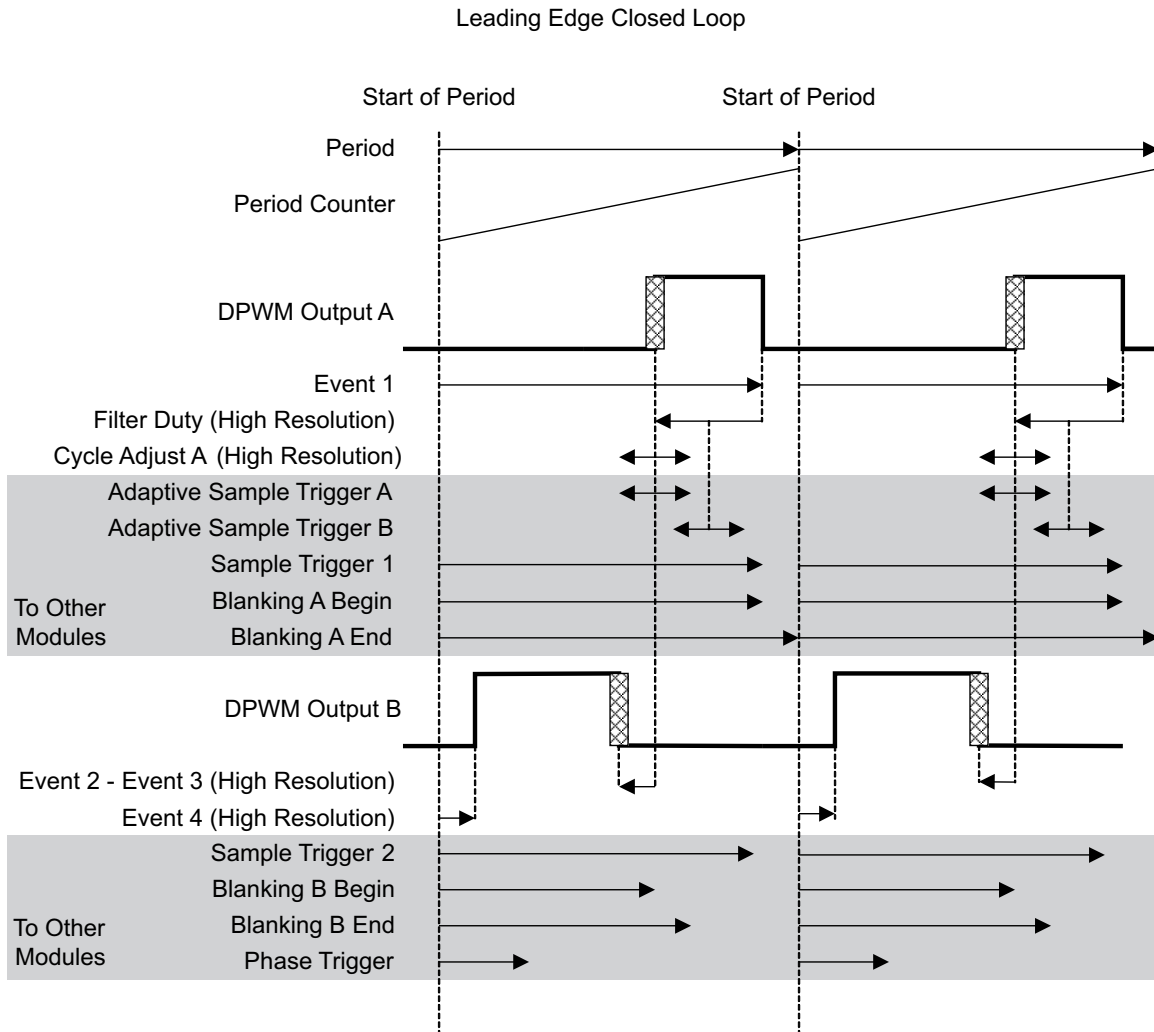 Leading Edge Closed Loop
Start of Period
Start of Period
Period
Period Counter
DPWM Output A
Event 1
Filter Duty (High Resolution)
Cycle Adjust A (High Resolution)
Adaptive Sample Trigger A
Adaptive Sample Trigger B
Sample Trigger 1
Blanking A Begin
To Other
Modules
Blanking A End
DPWM Output B
Event 2 - Event 3 (High Resolution)
Event 4 (High Resolution)
Sample Trigger 2
Blanking B Begin
Blanking B End
To Other
Modules
Phase Trigger